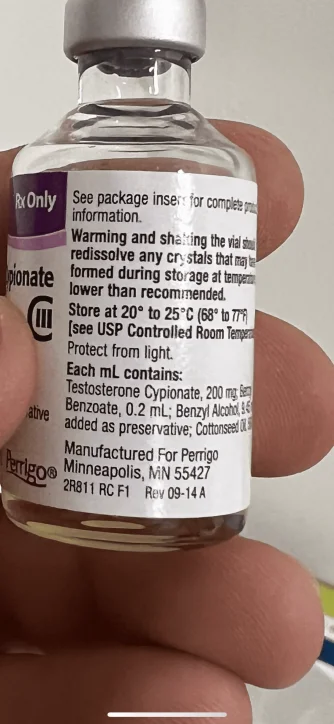 Rx Only
See package insert for complete
information.
Warming and shaking the vial
redissolve any crystals that may
formed during storage at
lower than recommended.
CIII
Store at 20° to 25°C (68° to 77°F)
[see USP Controlled Room
Protect from light.
Each mL contains:
Testosterone Cypionate, 200 mg;
Benzoate, 0.2 mL; Benzyl Alcohol,
added as preservative; Cottonseed Oil,
Manufactured For Perrigo
Perrigo®
Minneapolis, MN 55427
2R811 RC F1 Rev 09-14 A